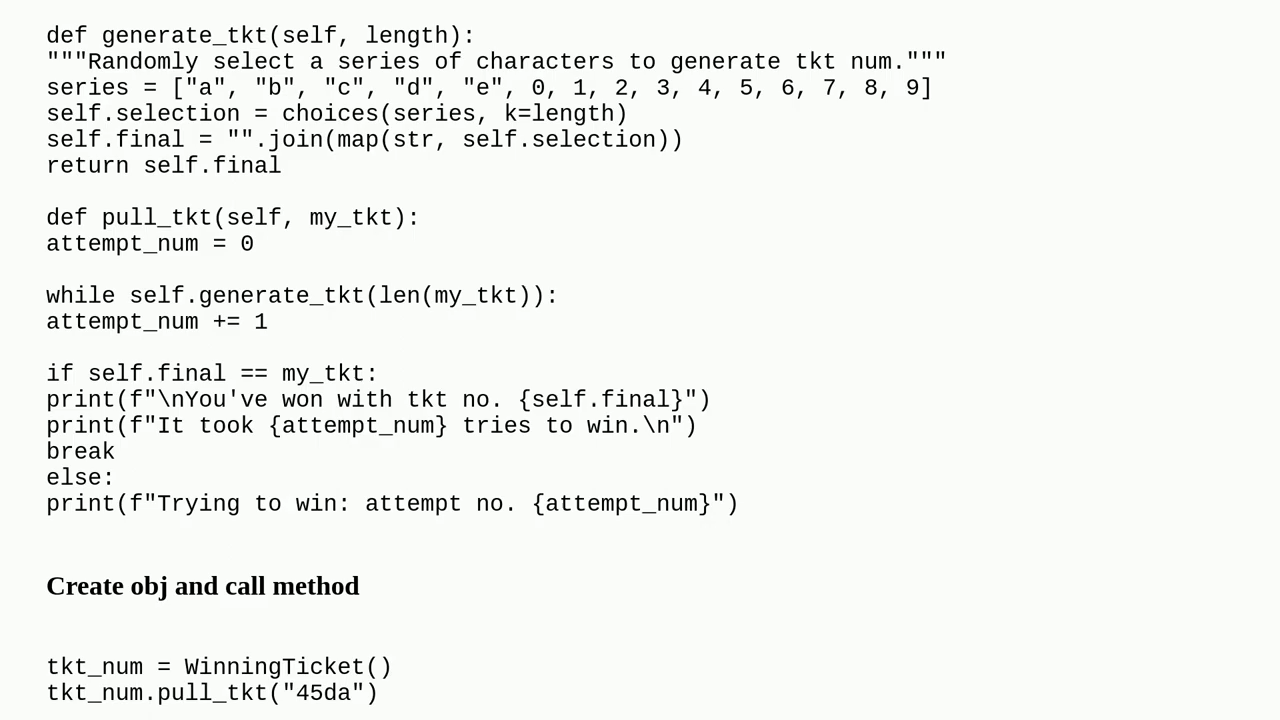 def generate_tkt(self, length):
"""Randomly select a series of characters to generate tkt num."""
series = ["a", "b", "c", "d", "e", 0, 1, 2, 3, 4, 5, 6, 7, 8, 9]
self.selection = choices(series, k=length)
self.final = "".join(map(str, self.selection))
return self.final
def pull_tkt(self, my_tkt):
attempt_num = 0
while self.generate_tkt(len(my_tkt)):
attempt_num += 1
if self.final == my_tkt:
print(f"\nYou've won with tkt no. {self.final}")
print(f"It took {attempt_num} tries to win.\n")
break
else:
print(f"Trying to win: attempt no. {attempt_num}")
Create obj and call method
tkt_num = WinningTicket()
tkt_num.pull_tkt("45da")